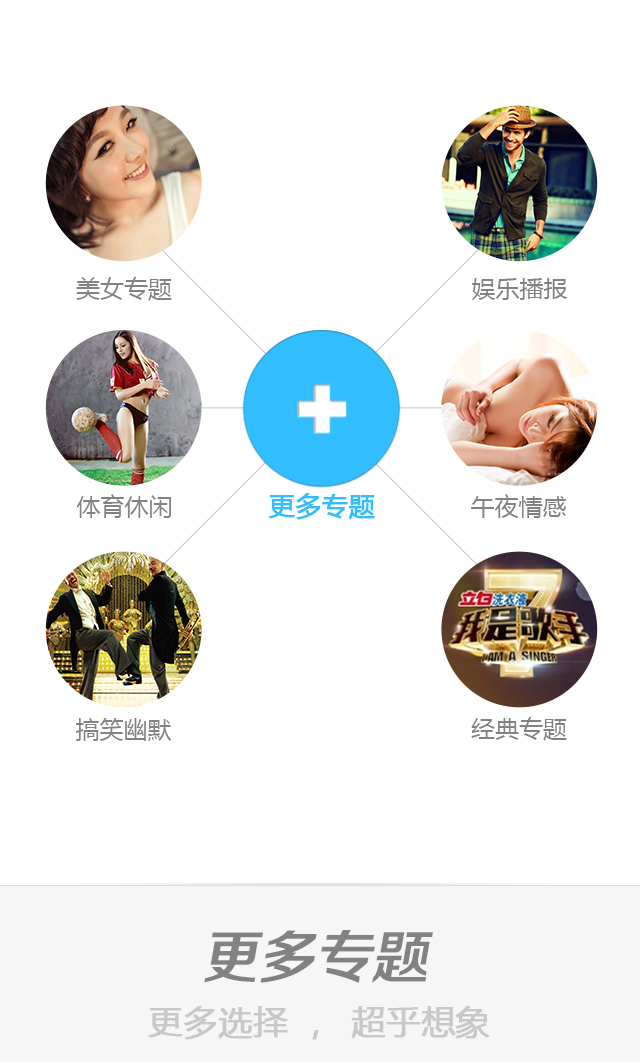 美女专题
娱乐播报
体育休闲
更多专题
午夜情感
立白洗衣液
我是歌手
I AM A SINGER
搞笑幽默
经典专题
更多专题
更多选择 ， 超乎想象